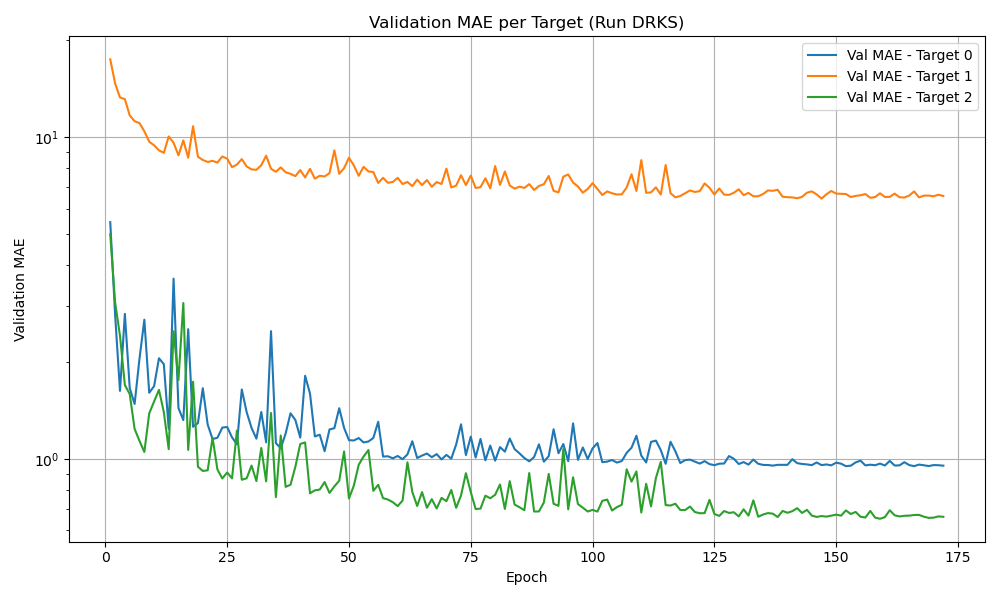 Validation MAE per Target (Run DRKS)
Val MAE - Target 0
Val MAE - Target 1
Val MAE - Target 2
Validation MAE
10¹
10⁰
0 25 50 75 100 125 150 175
Epoch